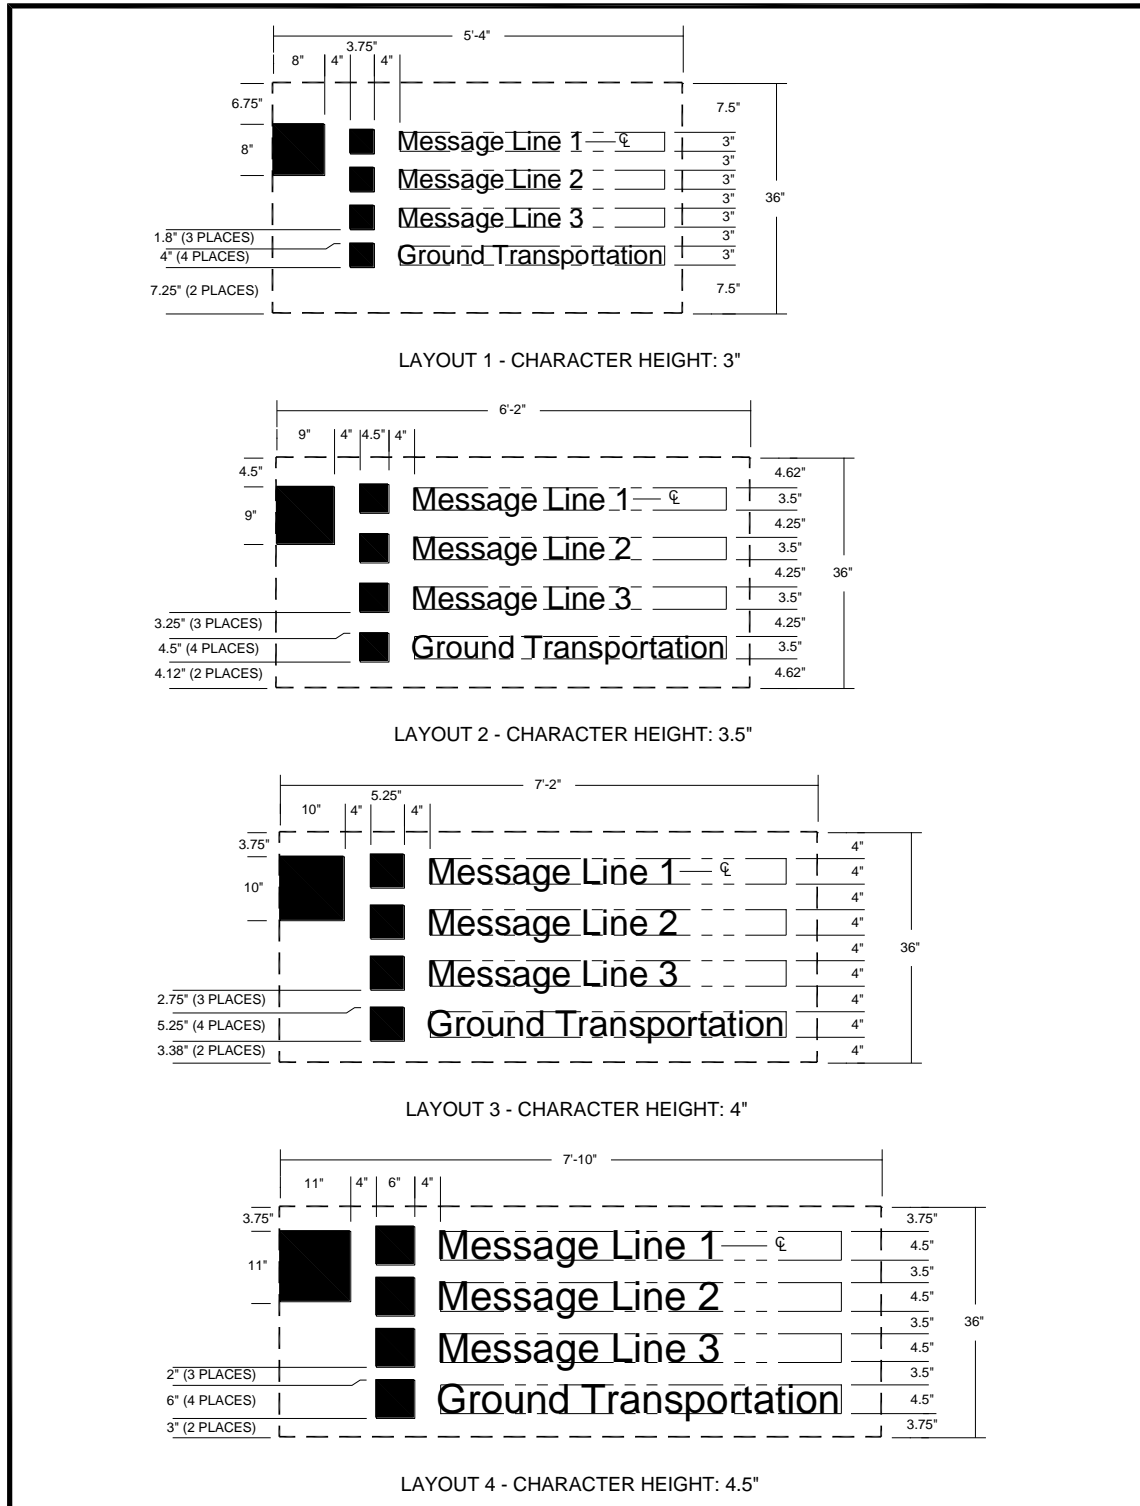 5'-4"
3.75"
8" 4" 4"
6.75" 7.5"
8" Message Line 1 ℄ 3"
3"
Message Line 2 3"
3" 36"
Message Line 3 3"
1.8" (3 PLACES) 3"
4" (4 PLACES) Ground Transportation 3"
7.25" (2 PLACES) 7.5"
LAYOUT 1 - CHARACTER HEIGHT: 3"
6'-2"
9" 4" 4.5" 4"
4.5" 4.62"
9" Message Line 1 ℄ 3.5"
4.25"
Message Line 2 3.5"
4.25" 36"
Message Line 3 3.5"
3.25" (3 PLACES) 4.25"
4.5" (4 PLACES) Ground Transportation 3.5"
4.12" (2 PLACES) 4.62"
LAYOUT 2 - CHARACTER HEIGHT: 3.5"
7'-2"
5.25"
10" 4" 4"
3.75" 4"
10" Message Line 1 ℄ 4"
4"
Message Line 2 4"
4" 36"
Message Line 3 4"
2.75" (3 PLACES) 4"
5.25" (4 PLACES) Ground Transportation 4"
3.38" (2 PLACES) 4"
LAYOUT 3 - CHARACTER HEIGHT: 4"
7'-10"
11" 4" 6" 4"
3.75" 3.75"
11" Message Line 1 ℄ 4.5"
3.5"
Message Line 2 4.5"
3.5" 36"
Message Line 3 4.5"
2" (3 PLACES) 3.5"
6" (4 PLACES) Ground Transportation 4.5"
3" (2 PLACES) 3.75"
LAYOUT 4 - CHARACTER HEIGHT: 4.5"